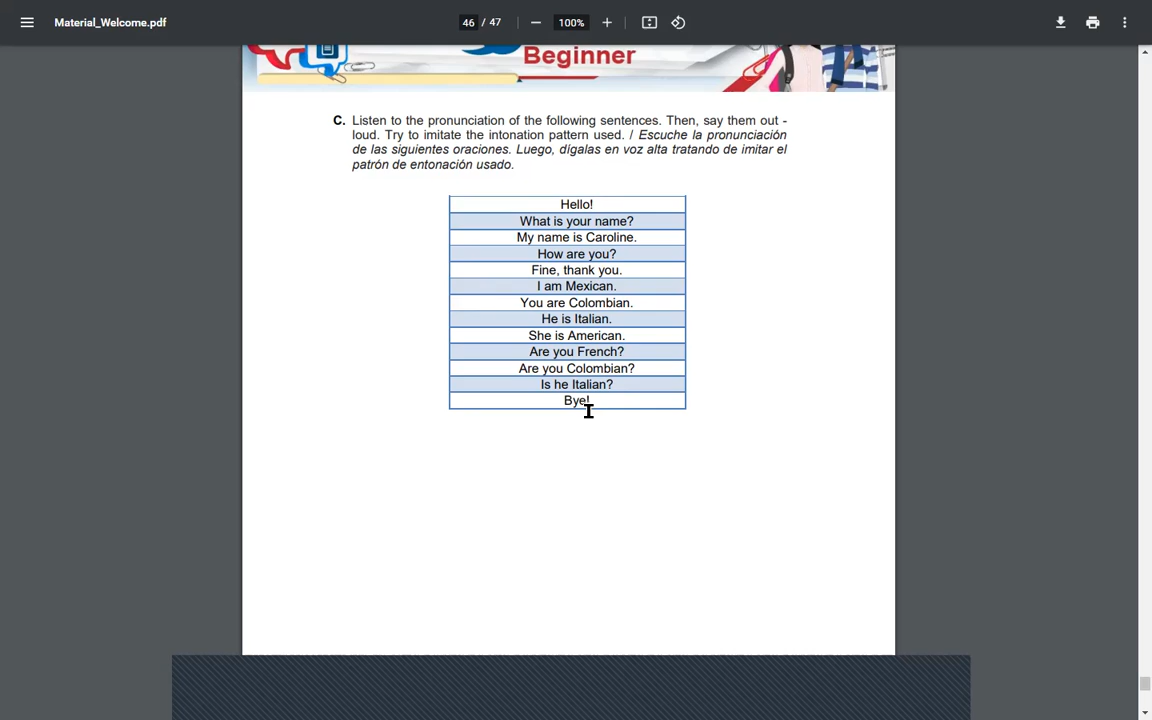 Material_Welcome.pdf
46 / 47
100%
Beginner
C. Listen to the pronunciation of the following sentences. Then, say them out -
loud. Try to imitate the intonation pattern used. / Escuche la pronunciación
de las siguientes oraciones. Luego, dígalas en voz alta tratando de imitar el
patrón de entonación usado.
Hello!
What is your name?
My name is Caroline.
How are you?
Fine, thank you.
I am Mexican.
You are Colombian.
He is Italian.
She is American.
Are you French?
Are you Colombian?
Is he Italian?
Bye!